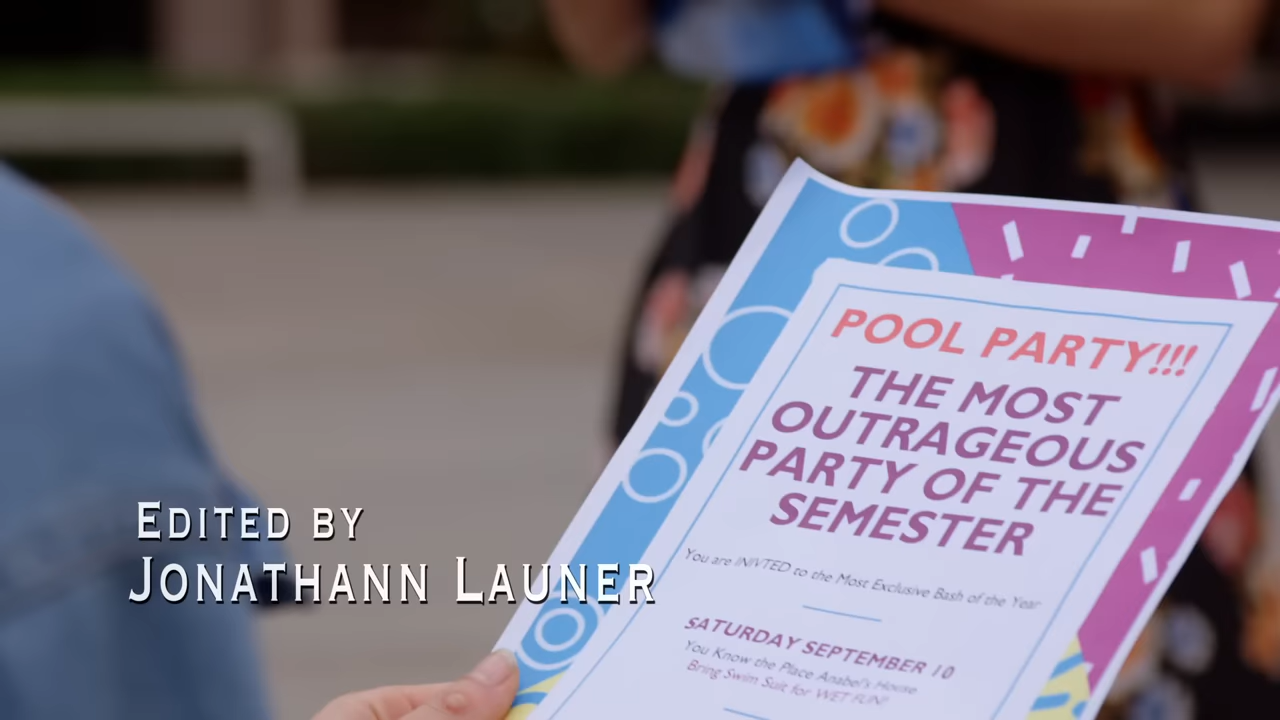 POOL PARTY!!!
THE MOST
OUTRAGEOUS
PARTY OF THE
SEMESTER
You are INIVTED to the Most Exclusive Bash of the Year
SATURDAY SEPTEMBER 10
You Know the Place Anabel's House
Bring Swim Suit for WET FUN!
EDITED BY
JONATHANN LAUNER